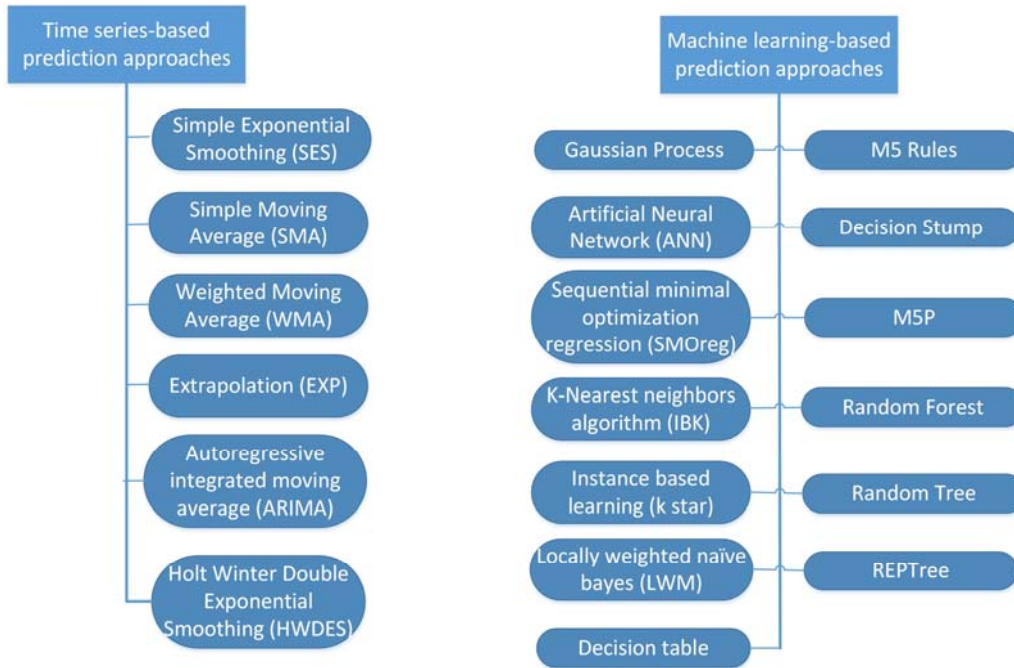 Time series-based
prediction approaches
Simple Exponential
Smoothing (SES)
Simple Moving
Average (SMA)
Weighted Moving
Average (WMA)
Extrapolation (EXP)
Autoregressive
integrated moving
average (ARIMA)
Holt Winter Double
Exponential
Smoothing (HWDES)
Machine learning-based
prediction approaches
Gaussian Process
Artificial Neural
Network (ANN)
Sequential minimal
optimization
regression (SMOreg)
K-Nearest neighbors
algorithm (IBK)
Instance based
learning (k star)
Locally weighted naïve
bayes (LWM)
Decision table
M5 Rules
Decision Stump
M5P
Random Forest
Random Tree
REPTree